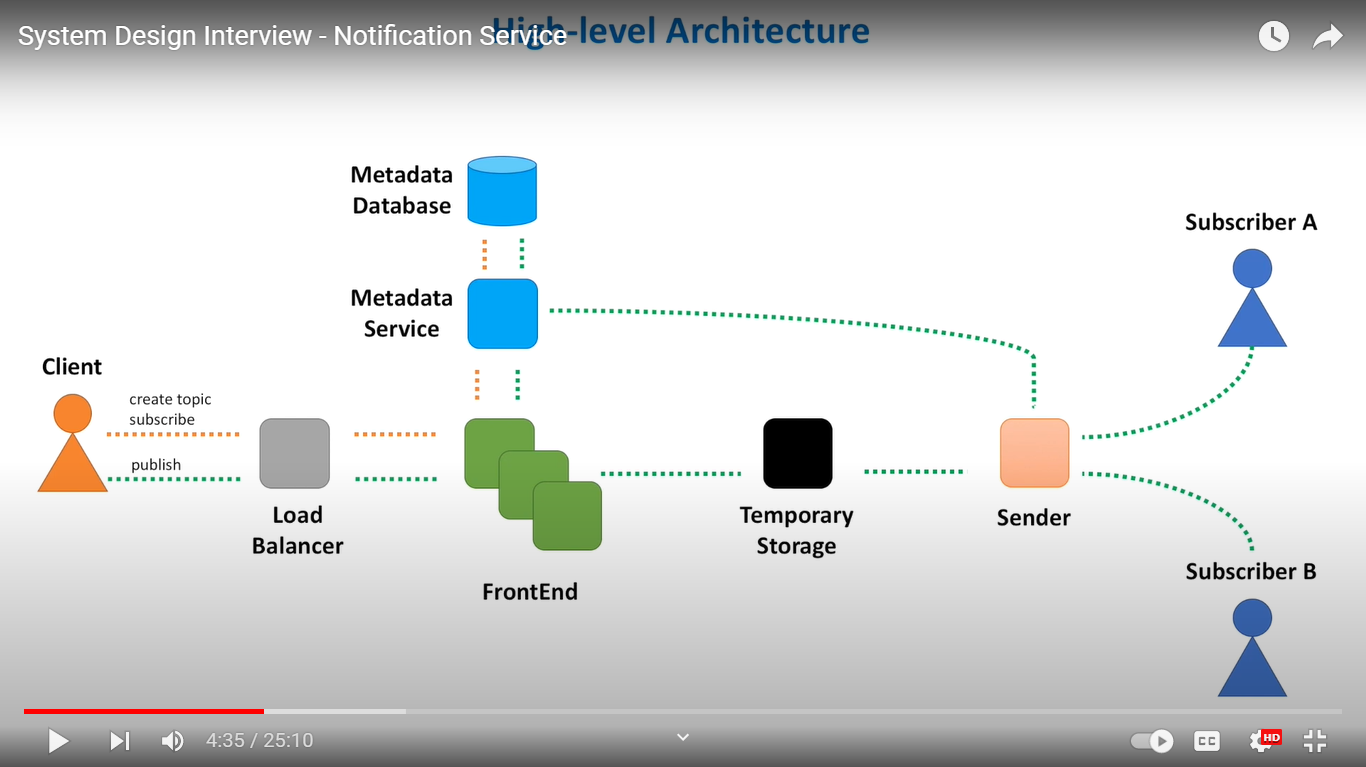 High-level Architecture
System Design Interview - Notification Service
Metadata
Database
Subscriber A
Metadata
Service
Client
create topic
subscribe
publish
Load
Balancer
Temporary
Storage
Sender
FrontEnd
Subscriber B
4:35 / 25:10
CC
HD